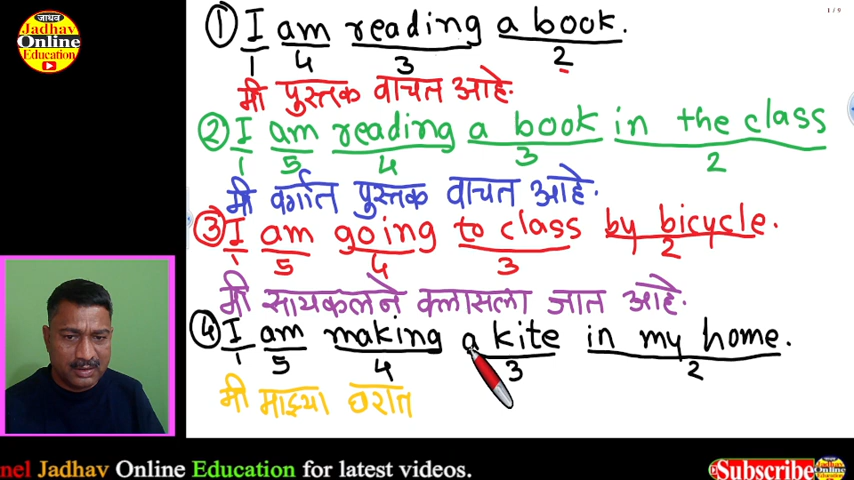 जाधव
Jadhav
Online
Education
1 / 9
① I am reading a book.
1 4 3 2
मी पुस्तक वाचत आहे.
② I am reading a book in the class
1 5 4 3 2
मी वर्गात पुस्तक वाचत आहे.
③ I am going to class by bicycle.
1 5 4 3 2
मी सायकलने क्लासला जात आहे.
④ I am making a kite in my home.
1 5 4 3 2
मी माझ्या घरात
nel Jadhav Online Education for latest videos.
Subscribe
Jadhav
Online
Education